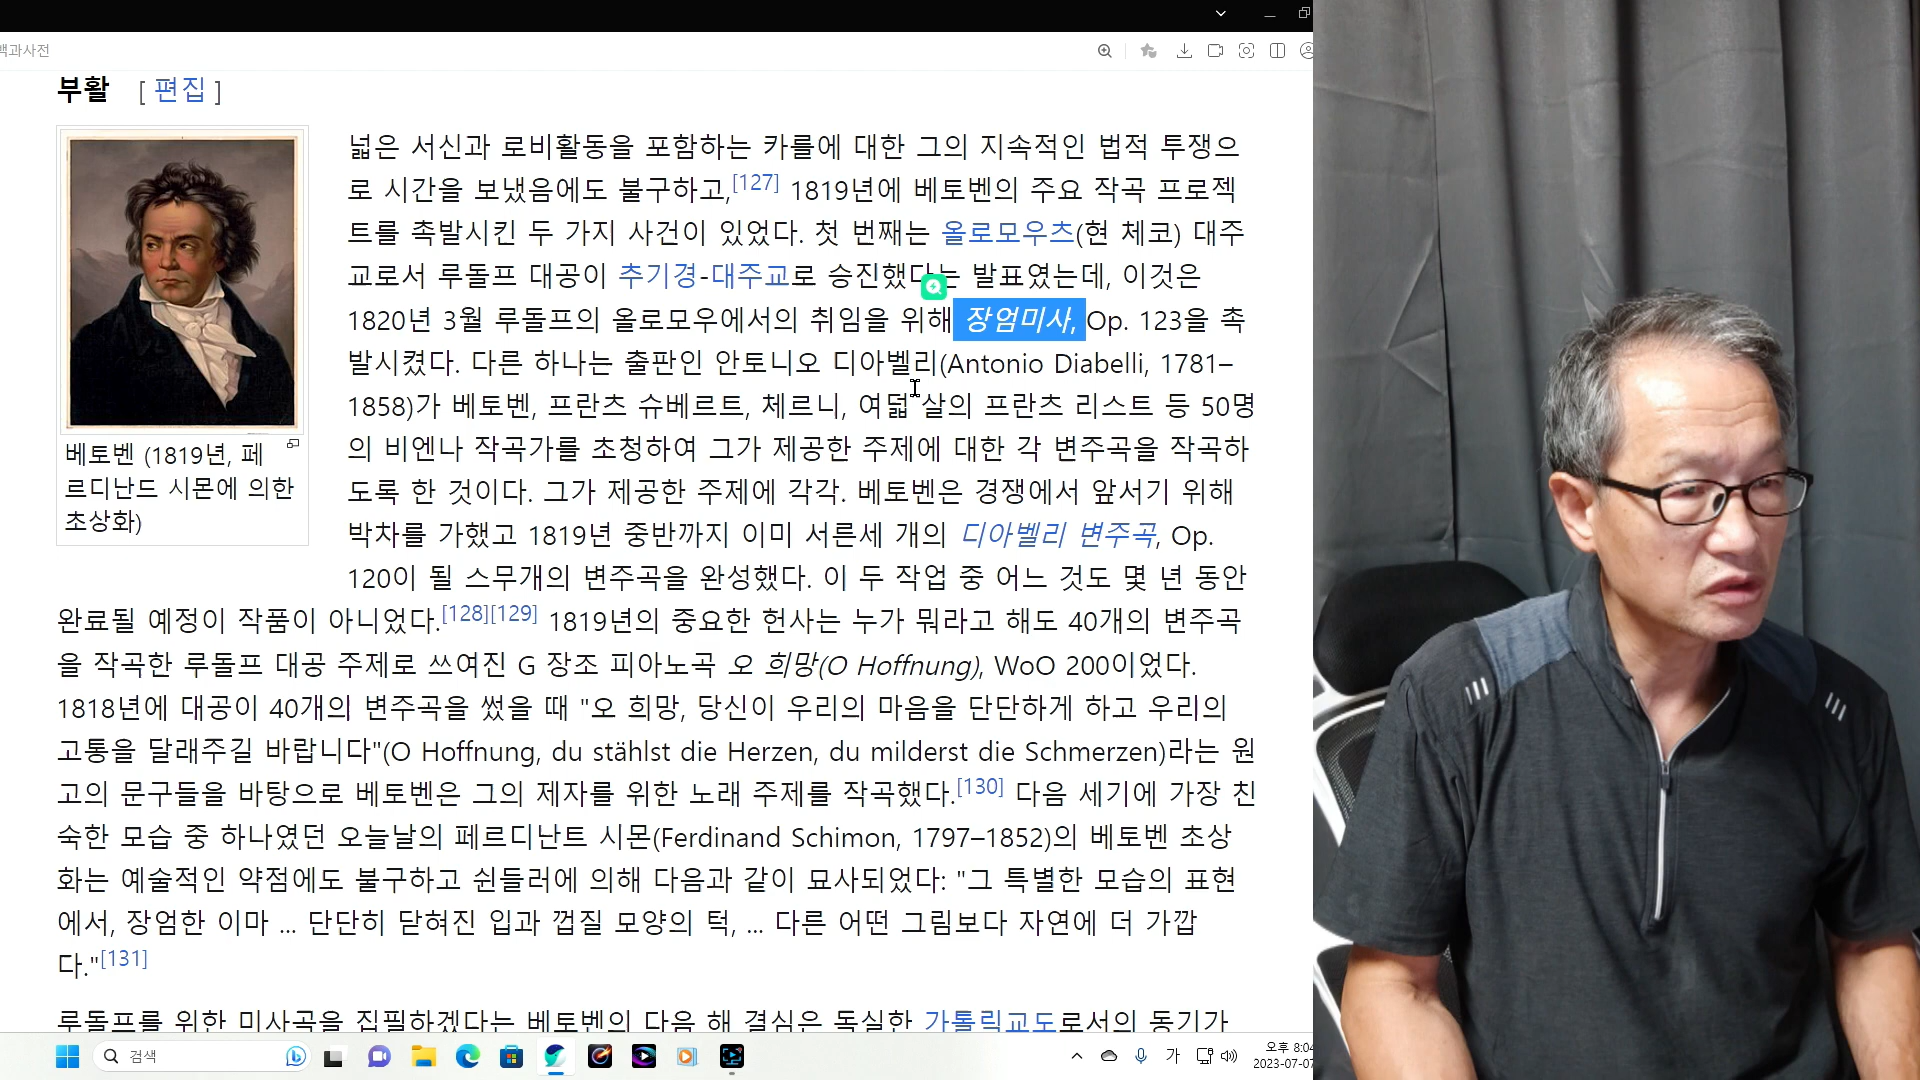 백과사전
부활 [ 편집 ]
넓은 서신과 로비활동을 포함하는 카를에 대한 그의 지속적인 법적 투쟁으
로 시간을 보냈음에도 불구하고,[127] 1819년에 베토벤의 주요 작곡 프로젝
트를 촉발시킨 두 가지 사건이 있었다. 첫 번째는 올로모우츠(현 체코) 대주
교로서 루돌프 대공이 추기경-대주교로 승진했다는 발표였는데, 이것은
1820년 3월 루돌프의 올로모우에서의 취임을 위해 장엄미사, Op. 123을 촉
발시켰다. 다른 하나는 출판인 안토니오 디아벨리(Antonio Diabelli, 1781–
1858)가 베토벤, 프란츠 슈베르트, 체르니, 여덟 살의 프란츠 리스트 등 50명
의 비엔나 작곡가를 초청하여 그가 제공한 주제에 대한 각 변주곡을 작곡하
도록 한 것이다. 그가 제공한 주제에 각각. 베토벤은 경쟁에서 앞서기 위해
박차를 가했고 1819년 중반까지 이미 서른세 개의 디아벨리 변주곡, Op.
120이 될 스무개의 변주곡을 완성했다. 이 두 작업 중 어느 것도 몇 년 동안
베토벤 (1819년, 페
르디난드 시몬에 의한
초상화)
완료될 예정이 작품이 아니었다.[128][129] 1819년의 중요한 헌사는 누가 뭐라고 해도 40개의 변주곡
을 작곡한 루돌프 대공 주제로 쓰여진 G 장조 피아노곡 오 희망(O Hoffnung), WoO 200이었다.
1818년에 대공이 40개의 변주곡을 썼을 때 "오 희망, 당신이 우리의 마음을 단단하게 하고 우리의
고통을 달래주길 바랍니다"(O Hoffnung, du stählst die Herzen, du milderst die Schmerzen)라는 원
고의 문구들을 바탕으로 베토벤은 그의 제자를 위한 노래 주제를 작곡했다.[130] 다음 세기에 가장 친
숙한 모습 중 하나였던 오늘날의 페르디난트 시몬(Ferdinand Schimon, 1797–1852)의 베토벤 초상
화는 예술적인 약점에도 불구하고 쉰들러에 의해 다음과 같이 묘사되었다: "그 특별한 모습의 표현
에서, 장엄한 이마 ... 단단히 닫혀진 입과 껍질 모양의 턱, ... 다른 어떤 그림보다 자연에 더 가깝
다."[131]
루돌프를 위한 미사곡을 집필하겠다는 베토벤의 다음 해 결심은 독실한 가톨릭교도로서의 동기가
검색
가
오후 8:04
2023-07-07